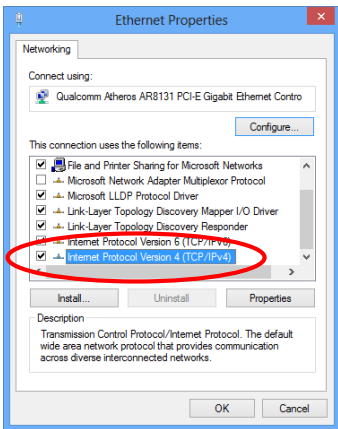 Ethernet Properties
Networking
Connect using:
Qualcomm Atheros AR8131 PCI-E Gigabit Ethernet Contro
Configure...
This connection uses the following items:
File and Printer Sharing for Microsoft Networks
Microsoft Network Adapter Multiplexor Protocol
Microsoft LLDP Protocol Driver
Link-Layer Topology Discovery Mapper I/O Driver
Link-Layer Topology Discovery Responder
Internet Protocol Version 6 (TCP/IPv6)
Internet Protocol Version 4 (TCP/IPv4)
Install...
Uninstall
Properties
Description
Transmission Control Protocol/Internet Protocol. The default
wide area network protocol that provides communication
across diverse interconnected networks.
OK
Cancel